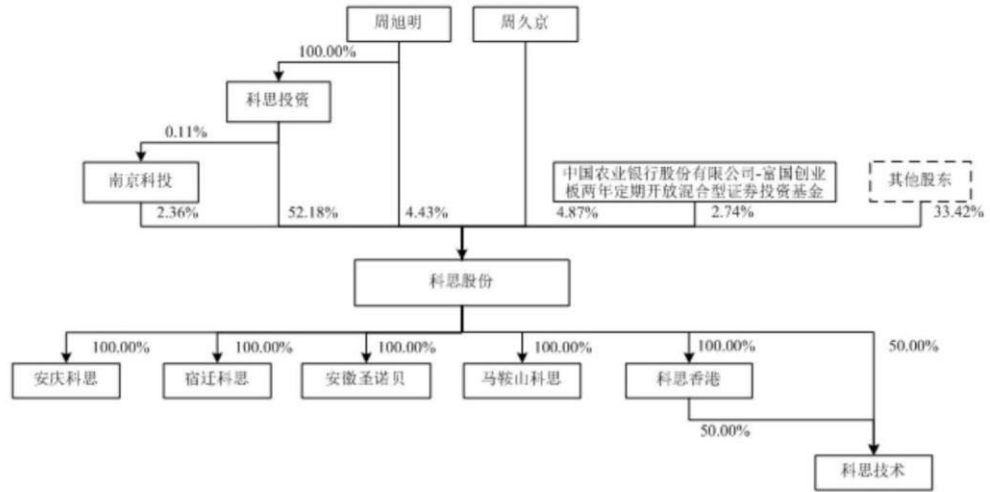 周旭明
周久京
100.00%
科思投资
0.11%
南京科投
中国农业银行股份有限公司-富国创业
板两年定期开放混合型证券投资基金
其他股东
2.36%
52.18%
4.43%
4.87%
2.74%
33.42%
科思股份
100.00%
100.00%
100.00%
100.00%
100.00%
50.00%
安庆科思
宿迁科思
安徽圣诺贝
马鞍山科思
科思香港
50.00%
科思技术